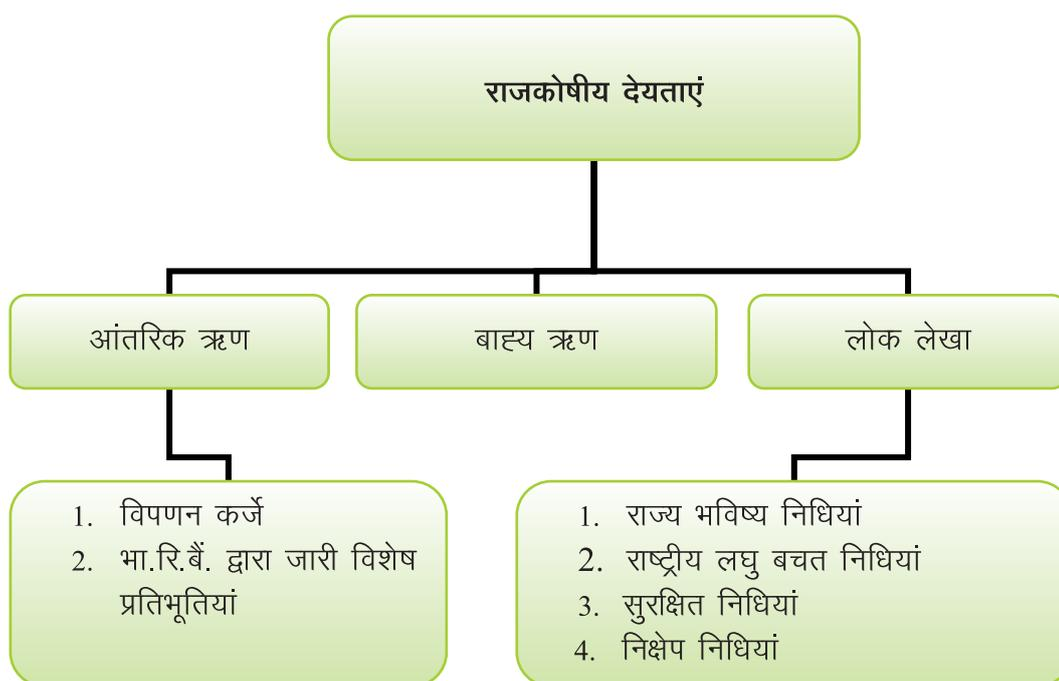 राजकोषीय देयताएं
आंतरिक ऋण
बाह्य ऋण
लोक लेखा
1. विपणन कर्जे
2. भा.रि.बैं. द्वारा जारी विशेष
प्रतिभूतियां
1. राज्य भविष्य निधियां
2. राष्ट्रीय लघु बचत निधियां
3. सुरक्षित निधियां
4. निक्षेप निधियां